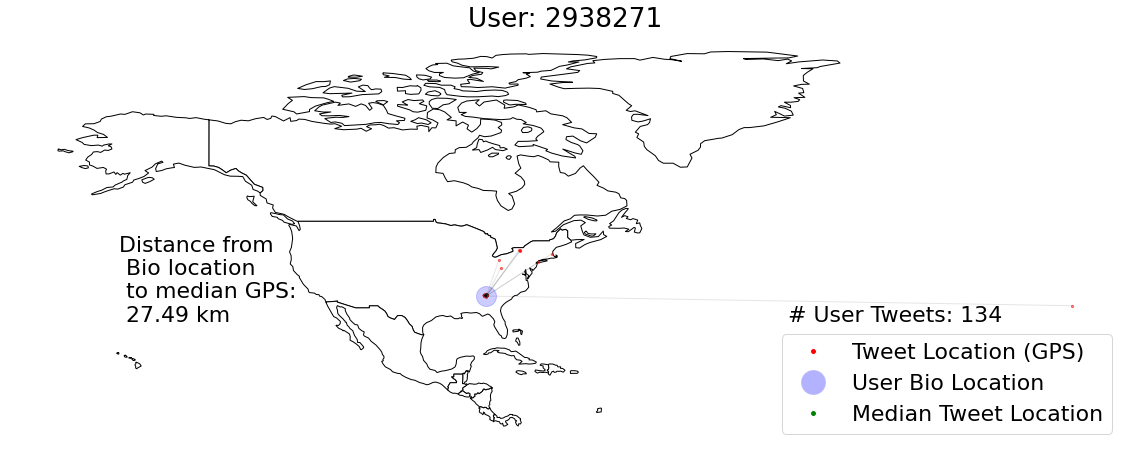 User: 2938271
Distance from
Bio location
to median GPS:
27.49 km
# User Tweets: 134
Tweet Location (GPS)
User Bio Location
Median Tweet Location